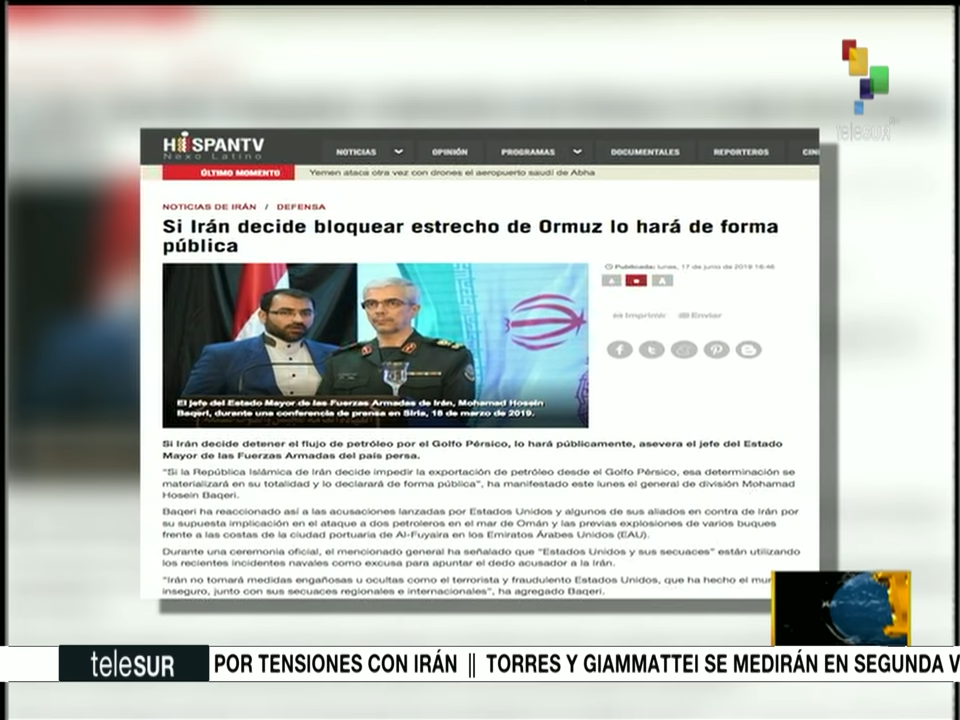 teleSUR
HISPANTV
Nexo Latino
NOTICIAS
OPINIÓN
PROGRAMAS
DOCUMENTALES
REPORTEROS
ÚLTIMO MOMENTO
Yemen ataca otra vez con drones el aeropuerto saudí de Abha
NOTICIAS DE IRÁN / DEFENSA
Si Irán decide bloquear estrecho de Ormuz lo hará de forma
pública
Publicada: lunes, 17 de junio de 2019 16:46
A A
Imprimir Enviar
El jefe del Estado Mayor de las Fuerzas Armadas de Irán, Mohamad Hosein
Baqeri, durante una conferencia de prensa en Siria, 18 de marzo de 2019.
Si Irán decide detener el flujo de petróleo por el Golfo Pérsico, lo hará públicamente, asevera el jefe del Estado
Mayor de las Fuerzas Armadas del país persa.
"Si la República Islámica de Irán decide impedir la exportación de petróleo desde el Golfo Pérsico, esa determinación se
materializará en su totalidad y lo declarará de forma pública", ha manifestado este lunes el general de división Mohamad
Hosein Baqeri.
Baqeri ha reaccionado así a las acusaciones lanzadas por Estados Unidos y algunos de sus aliados en contra de Irán por
su supuesta implicación en el ataque a dos petroleros en el mar de Omán y las previas explosiones de varios buques
frente a las costas de la ciudad portuaria de Al-Fuyaira en los Emiratos Árabes Unidos (EAU).
Durante una ceremonia oficial, el mencionado general ha señalado que "Estados Unidos y sus secuaces" están utilizando
los recientes incidentes navales como excusa para apuntar el dedo acusador a la Irán.
"Irán no tomará medidas engañosas u ocultas como el terrorista y fraudulento Estados Unidos, que ha hecho el mun
inseguro, junto con sus secuaces regionales e internacionales", ha agregado Baqeri.
teleSUR POR TENSIONES CON IRÁN || TORRES Y GIAMMATTEI SE MEDIRÁN EN SEGUNDA V